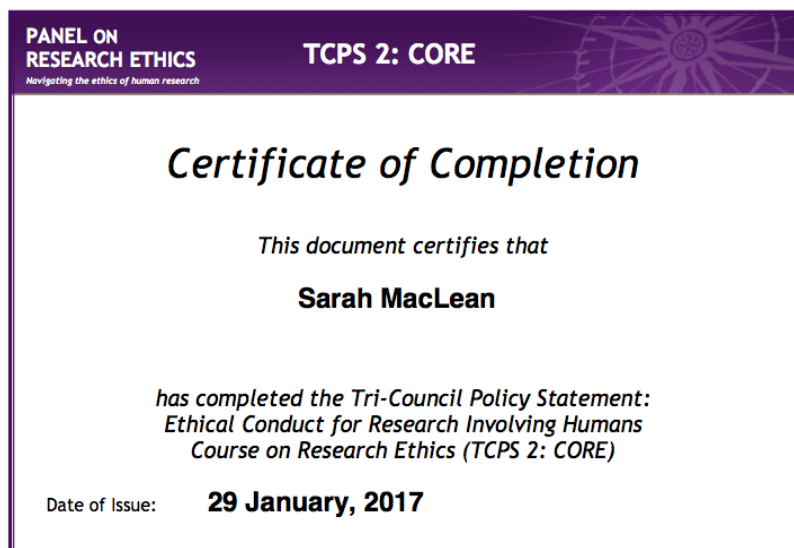 PANEL ON
RESEARCH ETHICS
Navigating the ethics of human research
TCPS 2: CORE
Certificate of Completion
This document certifies that
Sarah MacLean
has completed the Tri-Council Policy Statement:
Ethical Conduct for Research Involving Humans
Course on Research Ethics (TCPS 2: CORE)
Date of Issue: 29 January, 2017